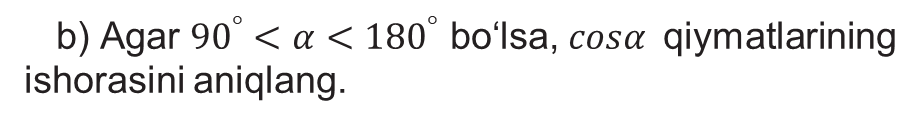 b) Agar 90° < α < 180° bo‘lsa, cosα qiymatlarining
ishorasini aniqlang.